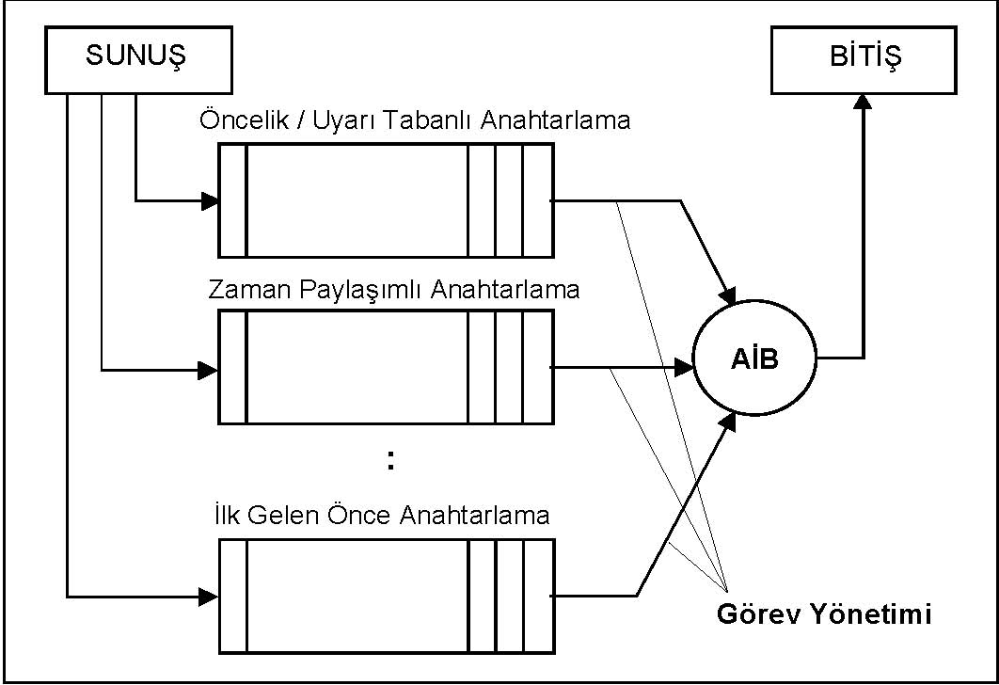 SUNUŞ
BİTİŞ
Öncelik / Uyarı Tabanlı Anahtarlama
Zaman Paylaşımlı Anahtarlama
AİB
:
İlk Gelen Önce Anahtarlama
Görev Yönetimi